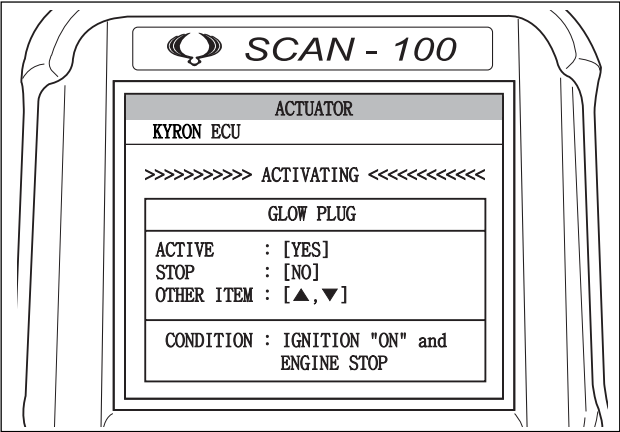 SCAN - 100
ACTUATOR
KYRON ECU
>>>>>>>>>>> ACTIVATING <<<<<<<<<<<<
GLOW PLUG
ACTIVE : [YES]
STOP : [NO]
OTHER ITEM : [▲,▼]
CONDITION : IGNITION "ON" and
ENGINE STOP